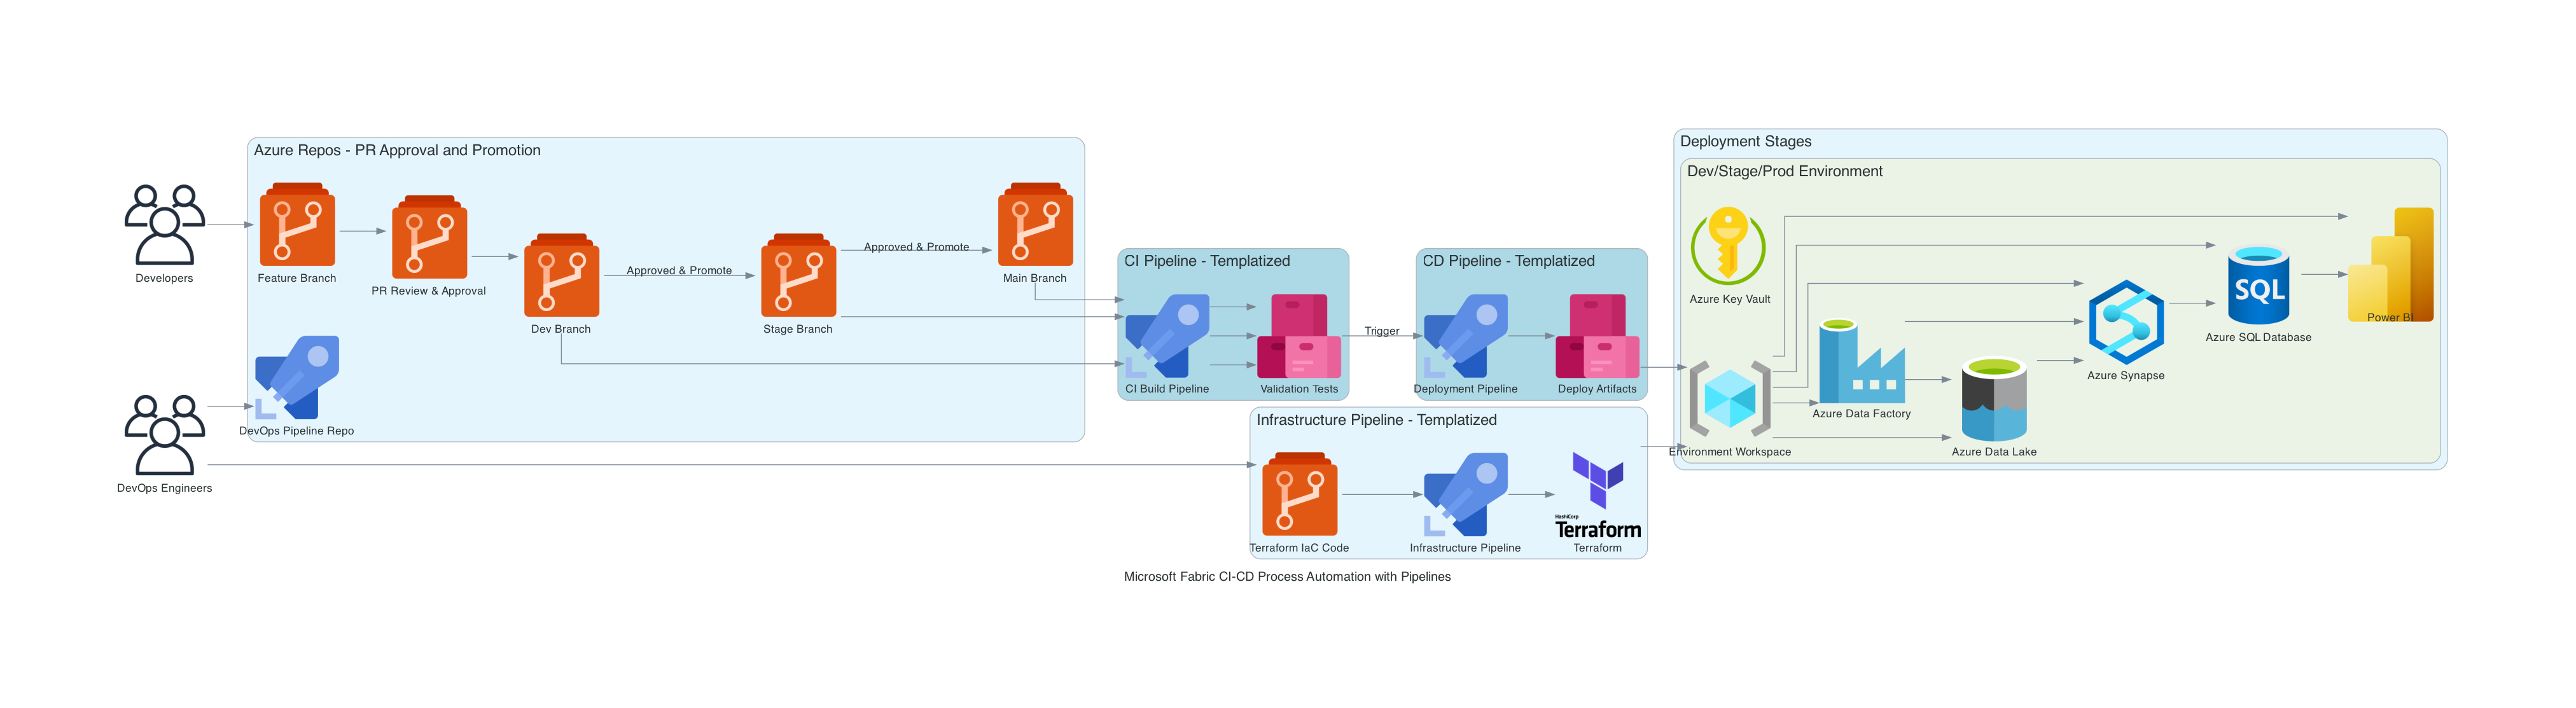 Azure Repos - PR Approval and Promotion
Developers
Feature Branch
PR Review & Approval
Dev Branch
Approved & Promote
Stage Branch
Approved & Promote
Main Branch
DevOps Pipeline Repo
DevOps Engineers
CI Pipeline - Templatized
CI Build Pipeline
Validation Tests
Trigger
CD Pipeline - Templatized
Deployment Pipeline
Deploy Artifacts
Infrastructure Pipeline - Templatized
Terraform IaC Code
Infrastructure Pipeline
HashiCorp
Terraform
Terraform
Deployment Stages
Dev/Stage/Prod Environment
Azure Key Vault
Environment Workspace
Azure Data Factory
Azure Data Lake
Azure Synapse
SQL
Azure SQL Database
Power BI
Microsoft Fabric CI-CD Process Automation with Pipelines